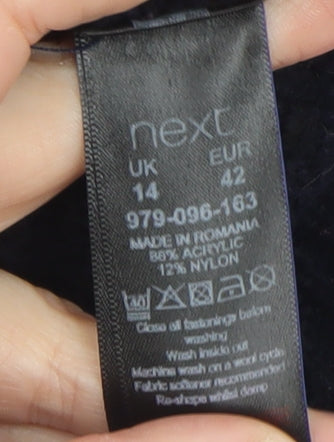 next
UK EUR
14 42
979-096-163
MADE IN ROMANIA
88% ACRYLIC
12% NYLON
40
Close all fastenings before
washing
Wash inside out
Machine wash on a wool cycle
Fabric softener recommended
Re-shape whilst damp